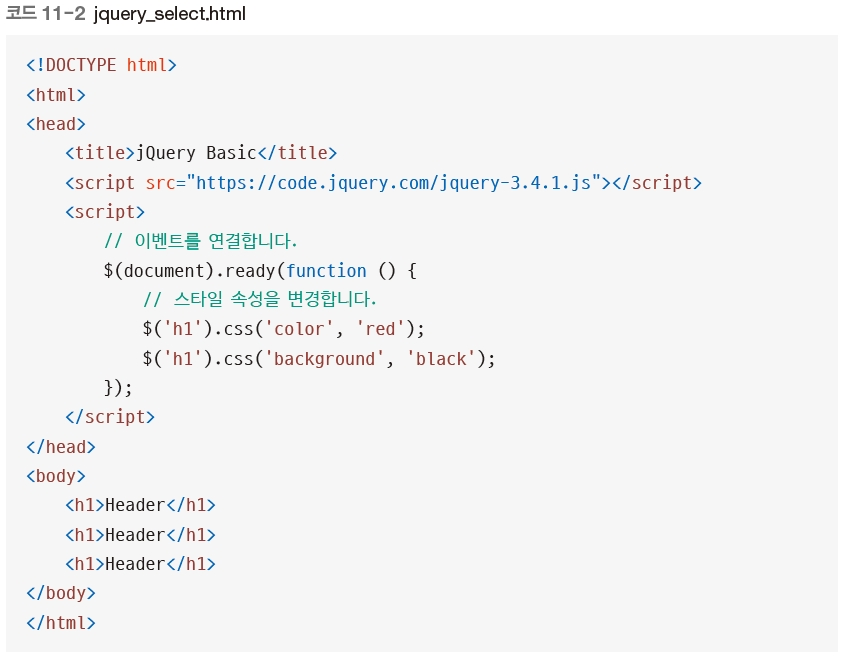 코드 11-2 jquery_select.html
<!DOCTYPE html>
<html>
<head>
    <title>jQuery Basic</title>
    <script src="https://code.jquery.com/jquery-3.4.1.js"></script>
    <script>
        // 이벤트를 연결합니다.
        $(document).ready(function () {
            // 스타일 속성을 변경합니다.
            $('h1').css('color', 'red');
            $('h1').css('background', 'black');
        });
    </script>
</head>
<body>
    <h1>Header</h1>
    <h1>Header</h1>
    <h1>Header</h1>
</body>
</html>